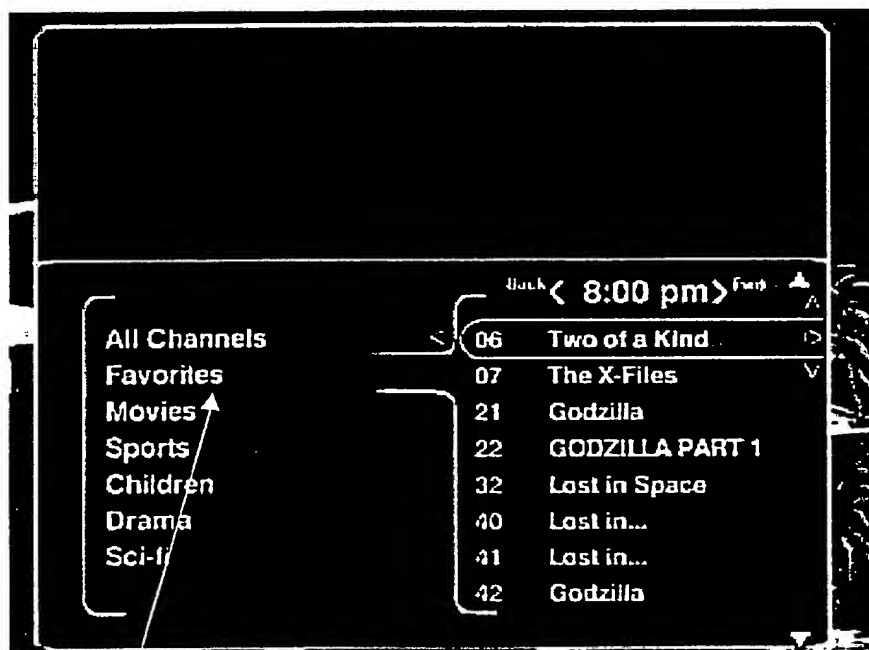 Back < 8:00 pm > Fwd
All Channels
Favorites
Movies
Sports
Children
Drama
Sci-fi
< 06 Two of a Kind... >
07 The X-Files
21 Godzilla
22 GODZILLA PART 1
32 Lost in Space
40 Lost in...
41 Lost in...
42 Godzilla